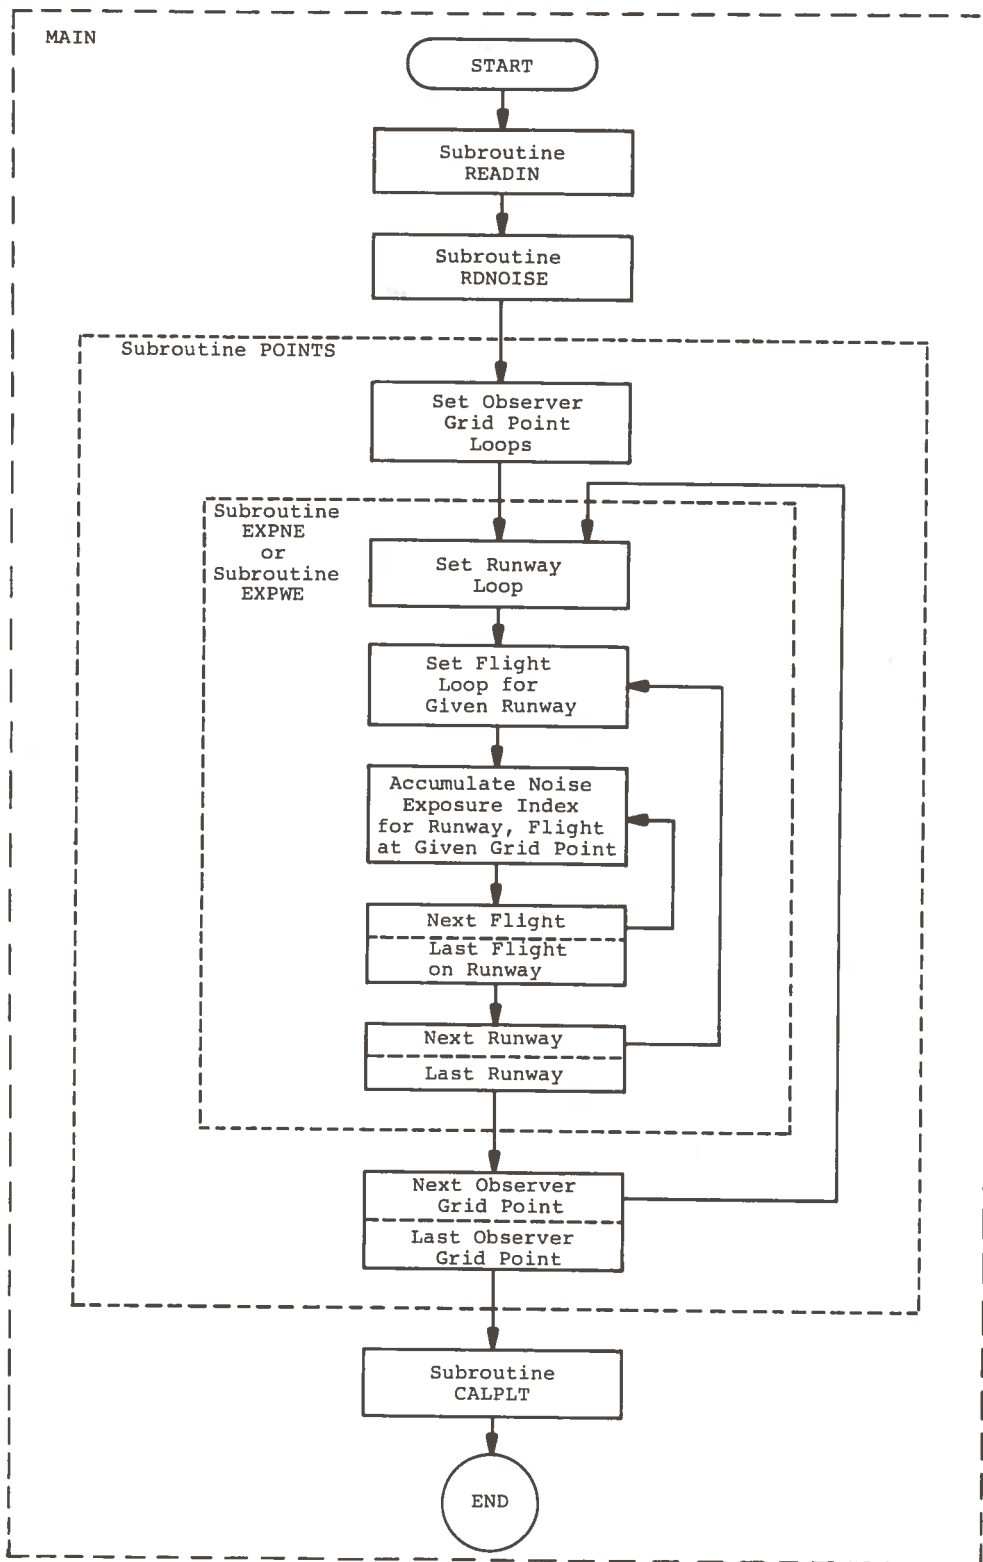 MAIN
START
Subroutine
READIN
Subroutine
RDNOISE
Subroutine POINTS
Set Observer
Grid Point
Loops
Subroutine
EXPNE
or
Subroutine
EXPWE
Set Runway
Loop
Set Flight
Loop for
Given Runway
Accumulate Noise
Exposure Index
for Runway, Flight
at Given Grid Point
Next Flight
Last Flight
on Runway
Next Runway
Last Runway
Next Observer
Grid Point
Last Observer
Grid Point
Subroutine
CALPLT
END